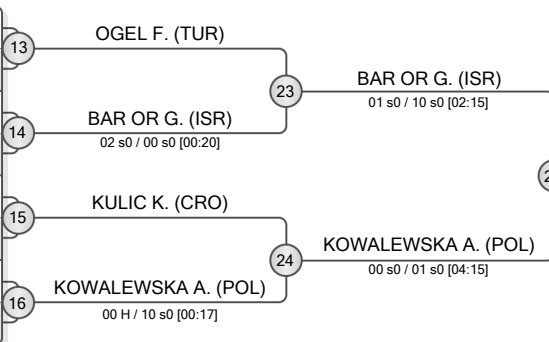 OGEL F. (TUR)
13
23
BAR OR G. (ISR)
01 s0 / 10 s0 [02:15]
14
BAR OR G. (ISR)
02 s0 / 00 s0 [00:20]
KULIC K. (CRO)
15
24
KOWALEWSKA A. (POL)
00 s0 / 01 s0 [04:15]
16
KOWALEWSKA A. (POL)
00 H / 10 s0 [00:17]